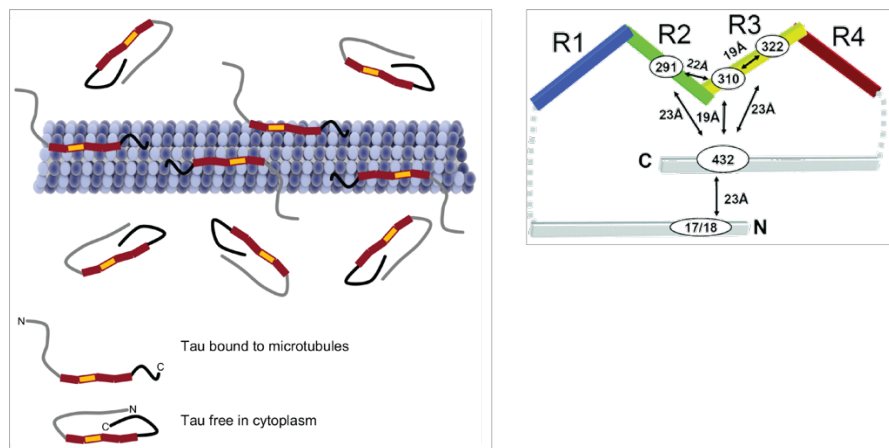 N
C
Tau bound to microtubules
N
C
Tau free in cytoplasm
R1
R2
R3
R4
291
22Å
310
19Å
322
23Å
19Å
23Å
C
432
23Å
17/18
N